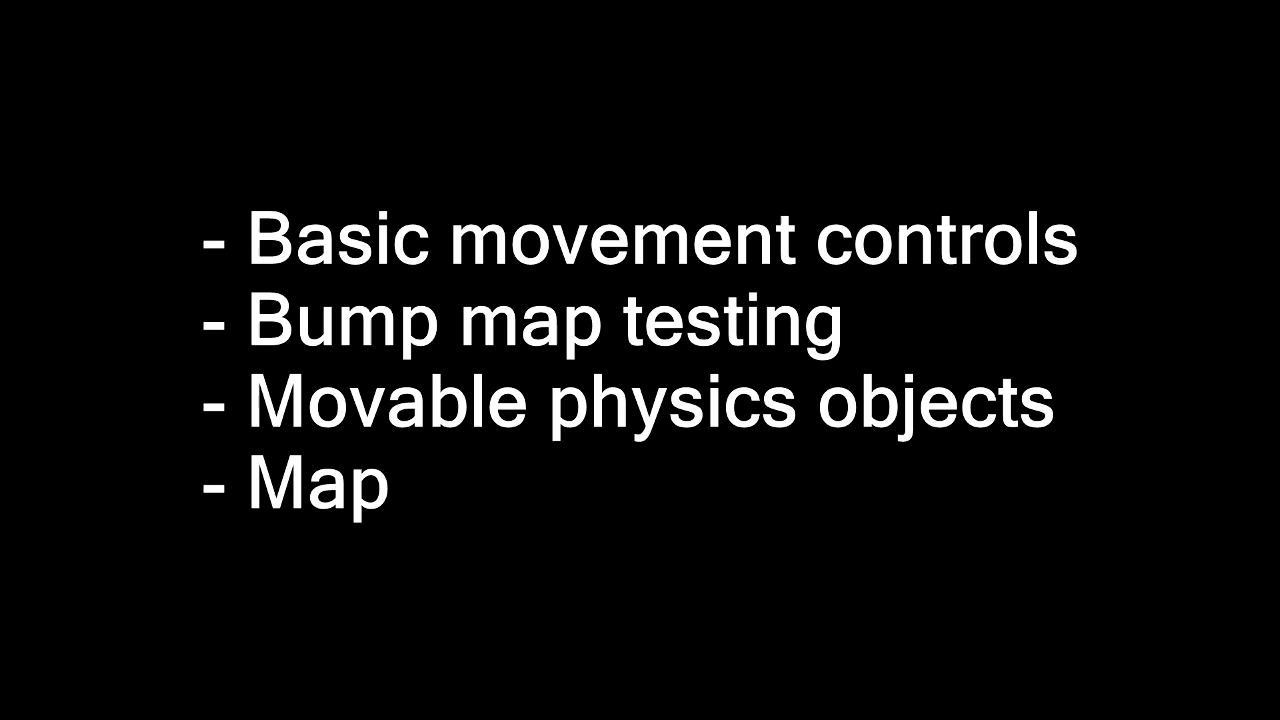 - Basic movement controls
- Bump map testing
- Movable physics objects
- Map